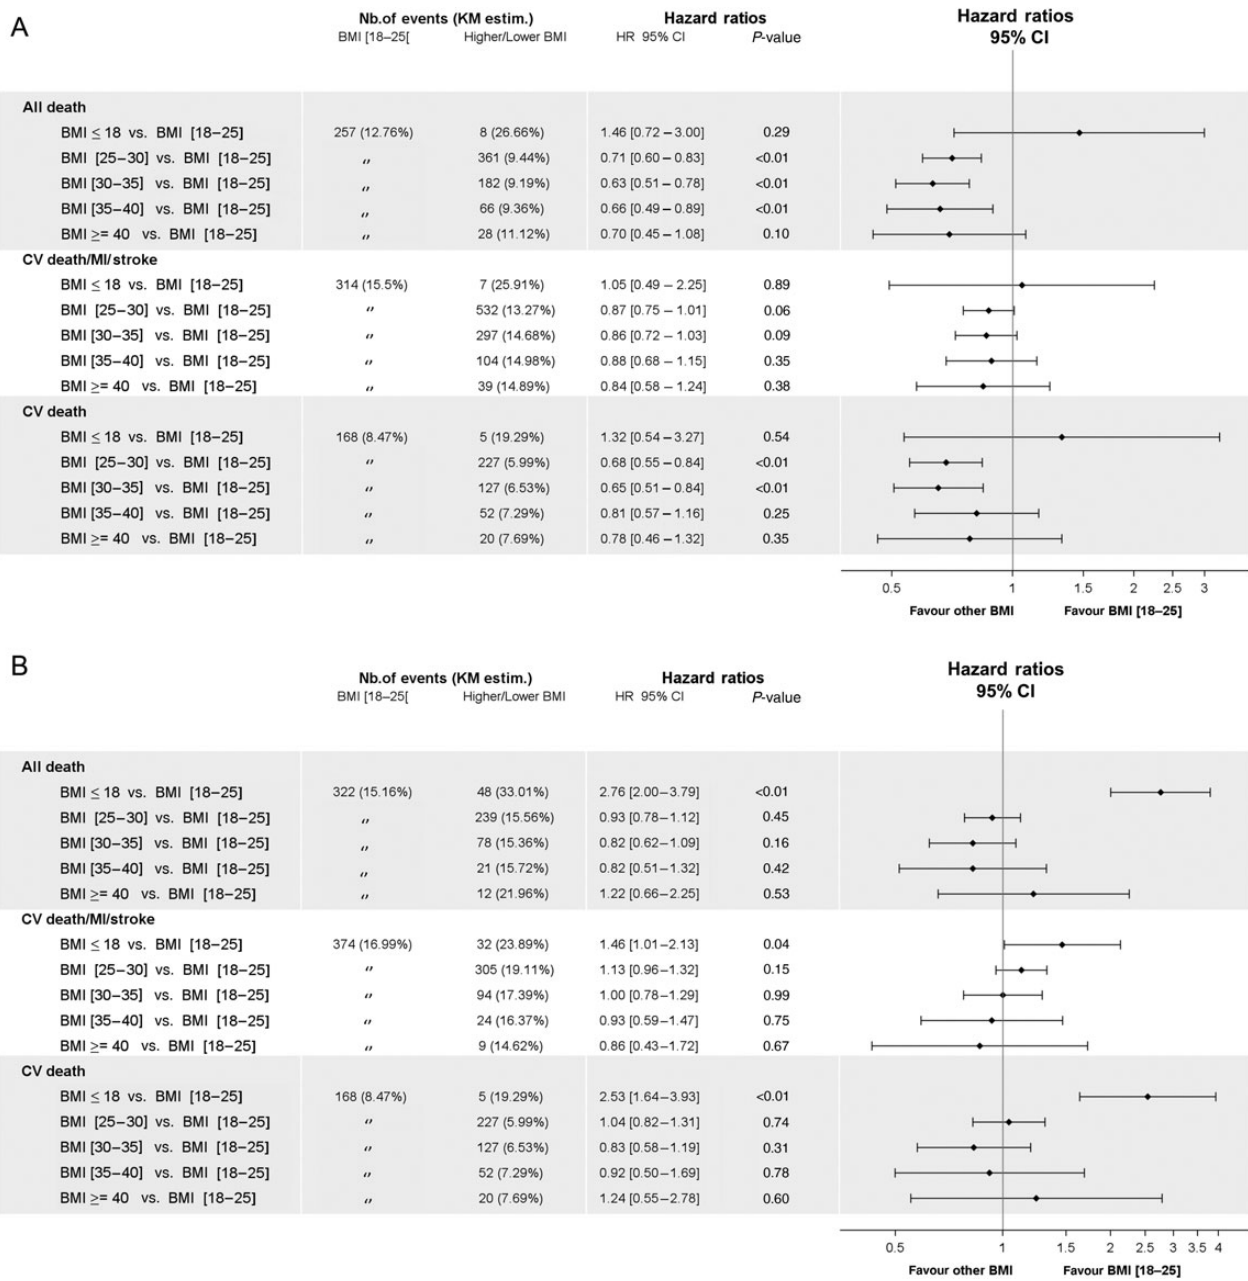 A
Nb.of events (KM estim.) Hazard ratios Hazard ratios
BMI [18–25[ Higher/Lower BMI HR 95% CI P-value 95% CI
All death
BMI ≤ 18 vs. BMI [18–25] 257 (12.76%) 8 (26.66%) 1.46 [0.72 – 3.00] 0.29
BMI [25–30] vs. BMI [18–25] ,, 361 (9.44%) 0.71 [0.60 – 0.83] <0.01
BMI [30–35] vs. BMI [18–25] ,, 182 (9.19%) 0.63 [0.51 – 0.78] <0.01
BMI [35–40] vs. BMI [18–25] ,, 66 (9.36%) 0.66 [0.49 – 0.89] <0.01
BMI >= 40 vs. BMI [18–25] ,, 28 (11.12%) 0.70 [0.45 – 1.08] 0.10
CV death/MI/stroke
BMI ≤ 18 vs. BMI [18–25] 314 (15.5%) 7 (25.91%) 1.05 [0.49 – 2.25] 0.89
BMI [25–30] vs. BMI [18–25] ,, 532 (13.27%) 0.87 [0.75 – 1.01] 0.06
BMI [30–35] vs. BMI [18–25] ,, 297 (14.68%) 0.86 [0.72 – 1.03] 0.09
BMI [35–40] vs. BMI [18–25] ,, 104 (14.98%) 0.88 [0.68 – 1.15] 0.35
BMI >= 40 vs. BMI [18–25] ,, 39 (14.89%) 0.84 [0.58 – 1.24] 0.38
CV death
BMI ≤ 18 vs. BMI [18–25] 168 (8.47%) 5 (19.29%) 1.32 [0.54 – 3.27] 0.54
BMI [25–30] vs. BMI [18–25] ,, 227 (5.99%) 0.68 [0.55 – 0.84] <0.01
BMI [30–35] vs. BMI [18–25] ,, 127 (6.53%) 0.65 [0.51 – 0.84] <0.01
BMI [35–40] vs. BMI [18–25] ,, 52 (7.29%) 0.81 [0.57 – 1.16] 0.25
BMI >= 40 vs. BMI [18–25] ,, 20 (7.69%) 0.78 [0.46 – 1.32] 0.35
0.5 1 1.5 2 2.5 3
Favour other BMI Favour BMI [18–25]
B
Nb.of events (KM estim.) Hazard ratios Hazard ratios
BMI [18–25[ Higher/Lower BMI HR 95% CI P-value 95% CI
All death
BMI ≤ 18 vs. BMI [18–25] 322 (15.16%) 48 (33.01%) 2.76 [2.00–3.79] <0.01
BMI [25–30] vs. BMI [18–25] ,, 239 (15.56%) 0.93 [0.78–1.12] 0.45
BMI [30–35] vs. BMI [18–25] ,, 78 (15.36%) 0.82 [0.62–1.09] 0.16
BMI [35–40] vs. BMI [18–25] ,, 21 (15.72%) 0.82 [0.51–1.32] 0.42
BMI >= 40 vs. BMI [18–25] ,, 12 (21.96%) 1.22 [0.66–2.25] 0.53
CV death/MI/stroke
BMI ≤ 18 vs. BMI [18–25] 374 (16.99%) 32 (23.89%) 1.46 [1.01–2.13] 0.04
BMI [25–30] vs. BMI [18–25] ,, 305 (19.11%) 1.13 [0.96–1.32] 0.15
BMI [30–35] vs. BMI [18–25] ,, 94 (17.39%) 1.00 [0.78–1.29] 0.99
BMI [35–40] vs. BMI [18–25] ,, 24 (16.37%) 0.93 [0.59–1.47] 0.75
BMI >= 40 vs. BMI [18–25] ,, 9 (14.62%) 0.86 [0.43–1.72] 0.67
CV death
BMI ≤ 18 vs. BMI [18–25] 168 (8.47%) 5 (19.29%) 2.53 [1.64–3.93] <0.01
BMI [25–30] vs. BMI [18–25] ,, 227 (5.99%) 1.04 [0.82–1.31] 0.74
BMI [30–35] vs. BMI [18–25] ,, 127 (6.53%) 0.83 [0.58–1.19] 0.31
BMI [35–40] vs. BMI [18–25] ,, 52 (7.29%) 0.92 [0.50–1.69] 0.78
BMI >= 40 vs. BMI [18–25] ,, 20 (7.69%) 1.24 [0.55–2.78] 0.60
0.5 1 1.5 2 2.5 3 3.5 4
Favour other BMI Favour BMI [18–25]